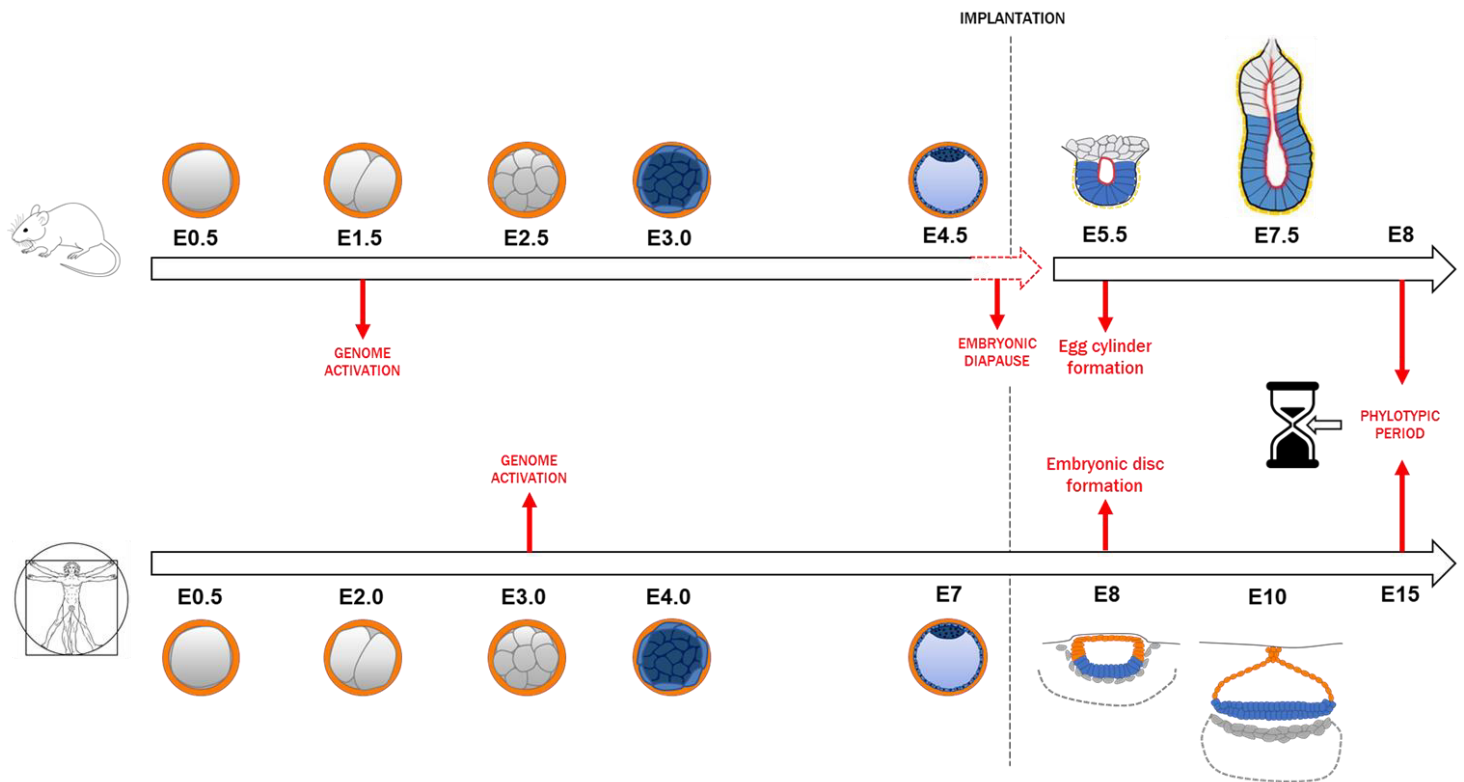 IMPLANTATION
E0.5
E1.5
E2.5
E3.0
E4.5
E5.5
E7.5
E8
GENOME
ACTIVATION
EMBRYONIC
DIAPAUSE
Egg cylinder
formation
PHYLOTYPIC
PERIOD
GENOME
ACTIVATION
Embryonic disc
formation
E0.5
E2.0
E3.0
E4.0
E7
E8
E10
E15